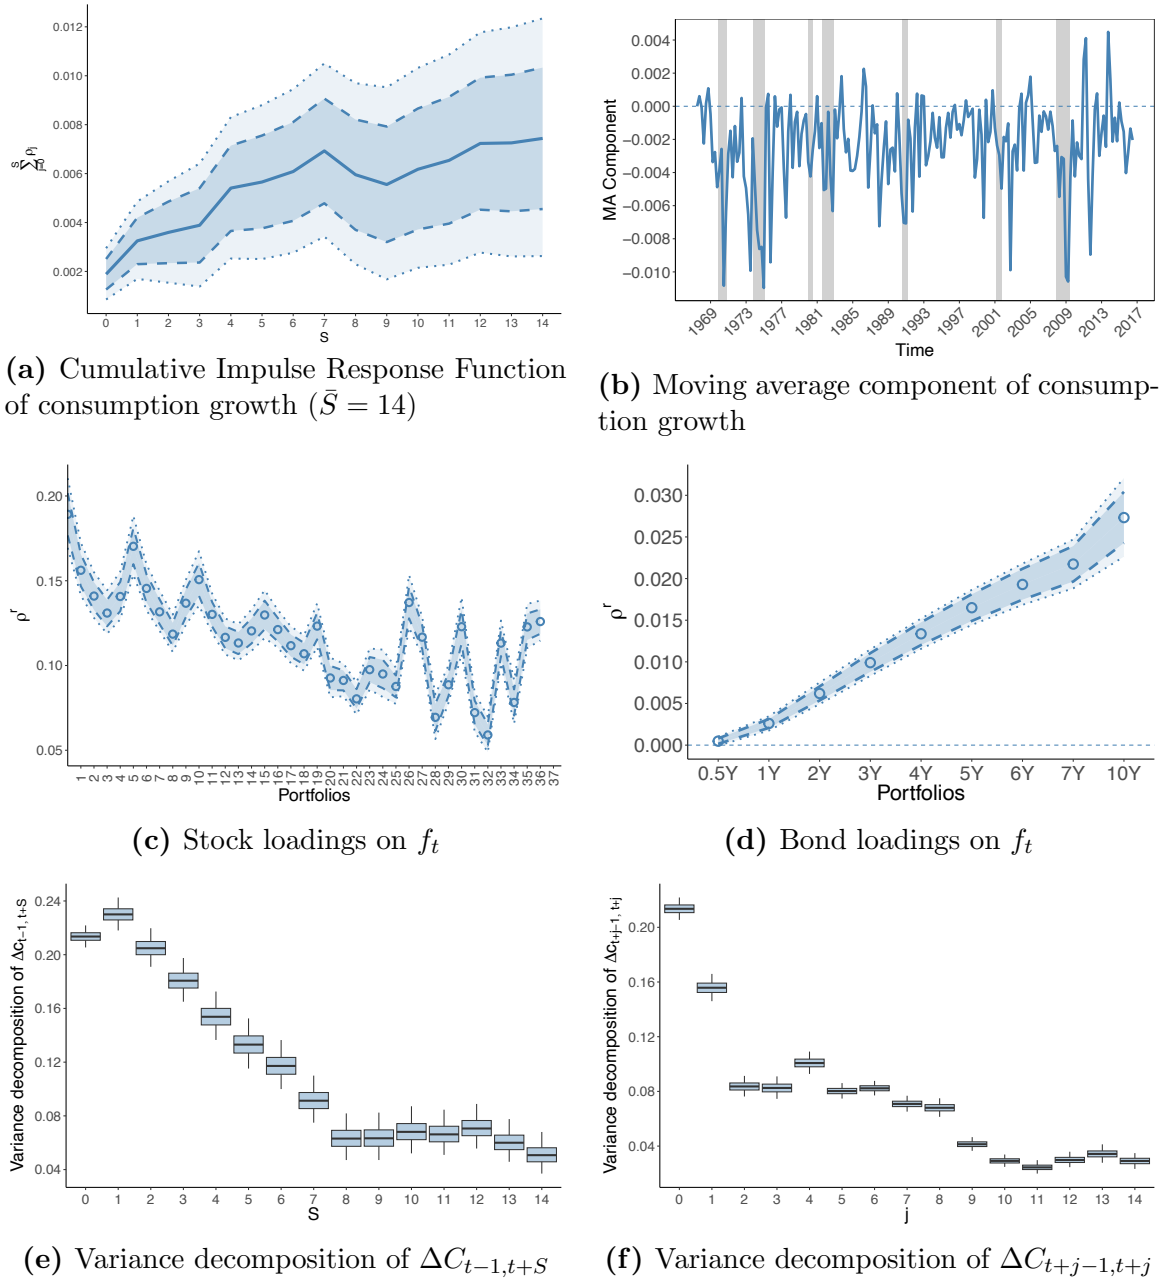 0.012
0.010
0.008
0.006
0.004
0.002
0 1 2 3 4 5 6 7 8 9 10 11 12 13 14
S
(a) Cumulative Impulse Response Function
of consumption growth (S̄ = 14)
MA Component
0.004
0.002
0.000
−0.002
−0.004
−0.006
−0.008
−0.010
1969 1973 1977 1981 1985 1989 1993 1997 2001 2005 2009 2013 2017
Time
(b) Moving average component of consump-
tion growth
ρʳ
0.20
0.15
0.10
0.05
1 2 3 4 5 6 7 8 9 10 11 12 13 14 15 16 17 18 19 20 21 22 23 24 25 26 27 28 29 30 31 32 33 34 35 36 37
Portfolios
(c) Stock loadings on fₜ
ρʳ
0.030
0.025
0.020
0.015
0.010
0.005
0.000
0.5Y 1Y 2Y 3Y 4Y 5Y 6Y 7Y 10Y
Portfolios
(d) Bond loadings on fₜ
Variance decomposition of Δc_{t−1, t+S}
0.24
0.20
0.16
0.12
0.08
0.04
0 1 2 3 4 5 6 7 8 9 10 11 12 13 14
S
(e) Variance decomposition of ΔC_{t−1,t+S}
Variance decomposition of Δc_{t+j−1, t+j}
0.20
0.16
0.12
0.08
0.04
0 1 2 3 4 5 6 7 8 9 10 11 12 13 14
j
(f) Variance decomposition of ΔC_{t+j−1,t+j}